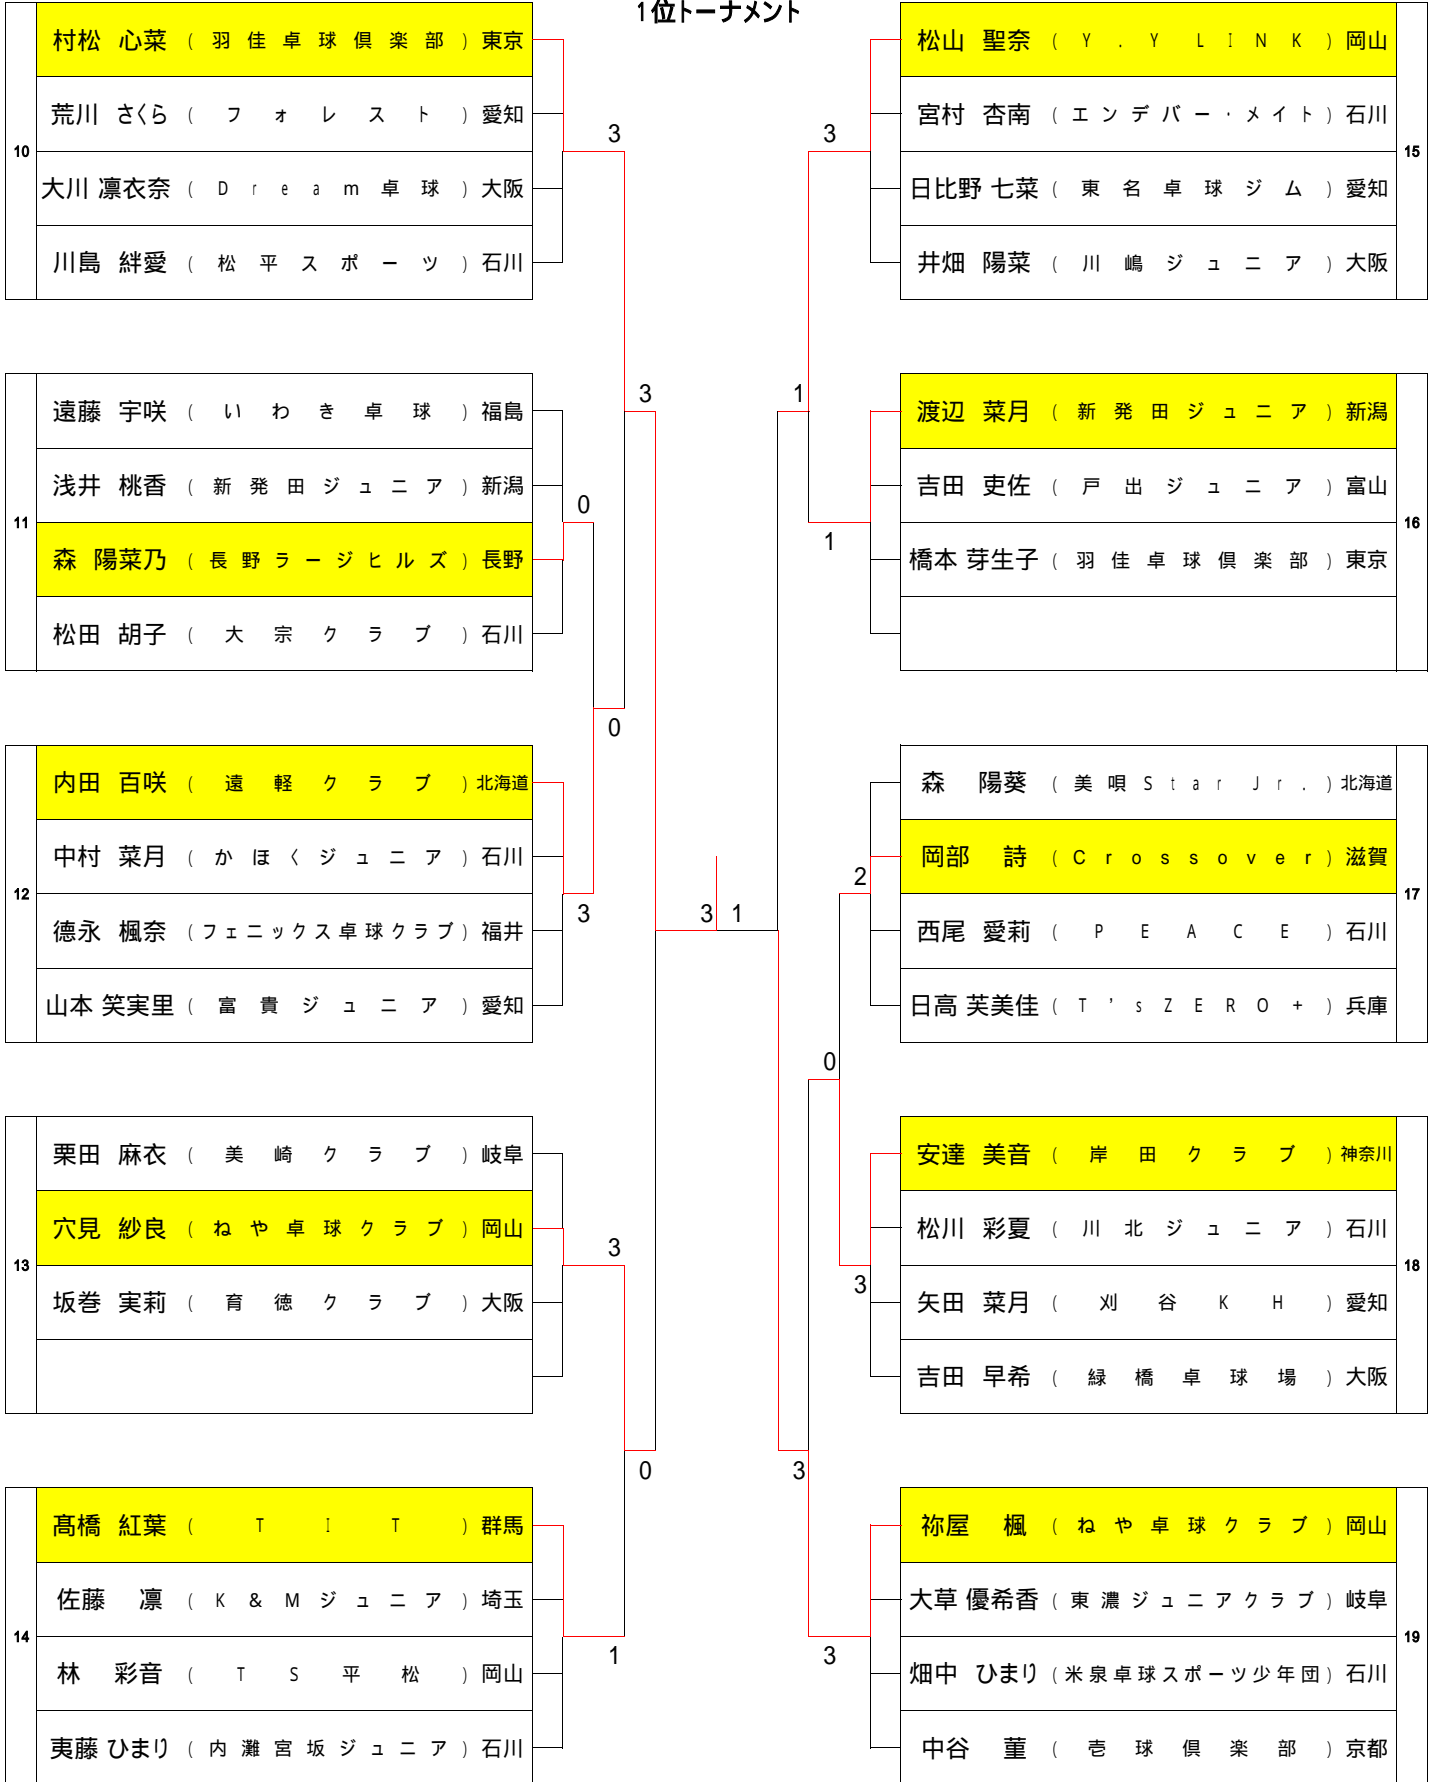 1位トーナメント
10
村松 心菜 (羽佳卓球倶楽部) 東京
荒川 さくら (フォレスト) 愛知
大川 凛衣奈 (Dream卓球) 大阪
川島 絆愛 (松平スポーツ) 石川
3
11
遠藤 宇咲 (いわき卓球) 福島
浅井 桃香 (新発田ジュニア) 新潟
森 陽菜乃 (長野ラージヒルズ) 長野
松田 胡子 (大宗クラブ) 石川
0
3
0
12
内田 百咲 (遠軽クラブ) 北海道
中村 菜月 (かほくジュニア) 石川
德永 楓奈 (フェニックス卓球クラブ) 福井
山本 笑実里 (富貴ジュニア) 愛知
3
13
栗田 麻衣 (美崎クラブ) 岐阜
穴見 紗良 (ねや卓球クラブ) 岡山
坂巻 実莉 (育徳クラブ) 大阪
3
0
14
髙橋 紅葉 (TIT) 群馬
佐藤 凛 (K&Mジュニア) 埼玉
林 彩音 (TS平松) 岡山
夷藤 ひまり (内灘宮坂ジュニア) 石川
1
3 1
15
松山 聖奈 (Y.Y LINK) 岡山
宮村 杏南 (エンデバー・メイト) 石川
日比野 七菜 (東名卓球ジム) 愛知
井畑 陽菜 (川嶋ジュニア) 大阪
3
1
16
渡辺 菜月 (新発田ジュニア) 新潟
吉田 吏佐 (戸出ジュニア) 富山
橋本 芽生子 (羽佳卓球倶楽部) 東京
1
17
森 陽葵 (美唄Star Jr.) 北海道
岡部 詩 (Crossover) 滋賀
西尾 愛莉 (PEACE) 石川
日高 芙美佳 (T'sZERO+) 兵庫
2
0
18
安達 美音 (岸田クラブ) 神奈川
松川 彩夏 (川北ジュニア) 石川
矢田 菜月 (刈谷KH) 愛知
吉田 早希 (緑橋卓球場) 大阪
3
3
19
祢屋 楓 (ねや卓球クラブ) 岡山
大草 優希香 (東濃ジュニアクラブ) 岐阜
畑中 ひまり (米泉卓球スポーツ少年団) 石川
中谷 菫 (壱球倶楽部) 京都
3